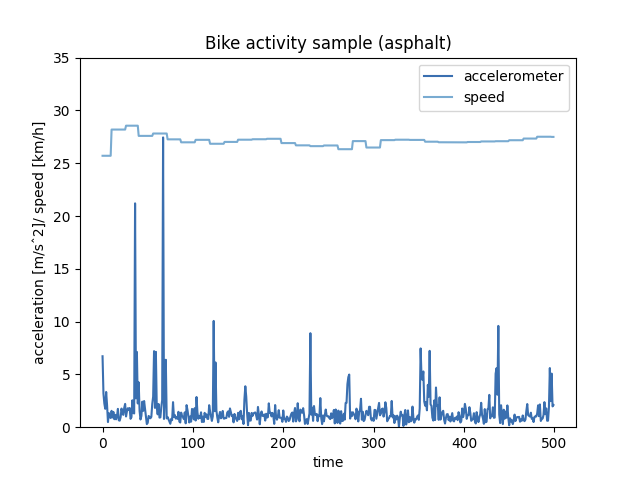 Bike activity sample (asphalt)
accelerometer
speed
acceleration [m/sˆ2]/ speed [km/h]
35
30
25
20
15
10
5
0
0 100 200 300 400 500
time